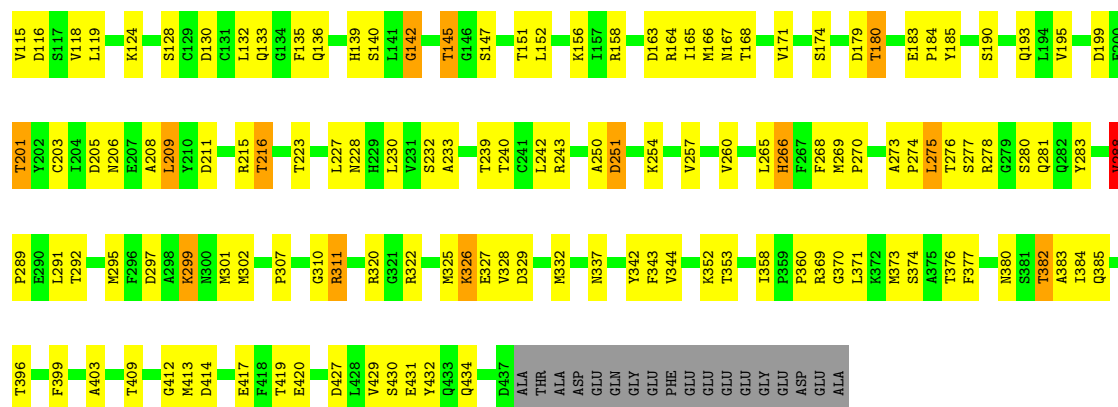 V115 D116 S117 V118 L119 K124 S128 C129 D130 C131 L132 Q133 G134 F135 Q136 H139 S140 L141 G142 T145 G146 S147 T151 L152 K156 I157 R158 D163 R164 I165 M166 N167 T168 V171 S174 D179 T180 E183 P184 Y185 S190 Q193 L194 V195 D199
T201 Y202 C203 I204 D205 N206 E207 A208 L209 Y210 D211 R215 T216 T223 L227 N228 H229 L230 V231 S232 A233 T239 T240 C241 L242 R243 A250 D251 K254 V257 V260 L265 H266 F267 F268 M269 P270 A273 P274 L275 T276 S277 R278 G279 S280 Q281 Q282 Y283
P289 E290 L291 T292 M295 F296 D297 A298 K299 N300 M301 M302 P307 G310 R311 R320 G321 R322 M325 K326 E327 V328 D329 M332 N337 Y342 F343 V344 K352 T353 I358 P359 P360 R369 G370 L371 K372 M373 S374 A375 T376 F377 N380 S381 T382 A383 I384 Q385
T396 F399 A403 T409 G412 M413 D414 E417 F418 T419 E420 D427 L428 V429 S430 E431 Y432 Q433 Q434 D437 ALA THR ALA ASP GLU GLN GLY GLU PHE GLU GLU GLU GLY GLU ASP GLU ALA